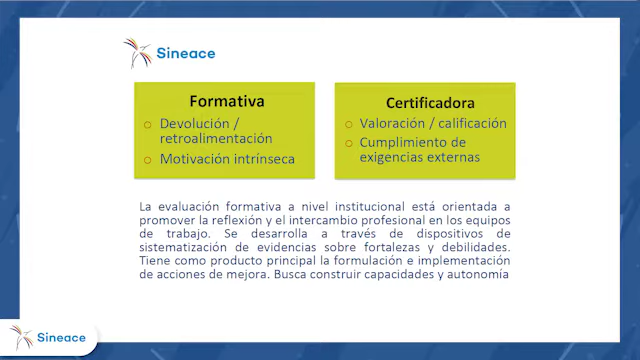 Sineace
Formativa
○ Devolución /
retroalimentación
○ Motivación intrínseca
Certificadora
○ Valoración / calificación
○ Cumplimiento de
exigencias externas
La evaluación formativa a nivel institucional está orientada a
promover la reflexión y el intercambio profesional en los equipos
de trabajo. Se desarrolla a través de dispositivos de
sistematización de evidencias sobre fortalezas y debilidades.
Tiene como producto principal la formulación e implementación
de acciones de mejora. Busca construir capacidades y autonomía
Sineace